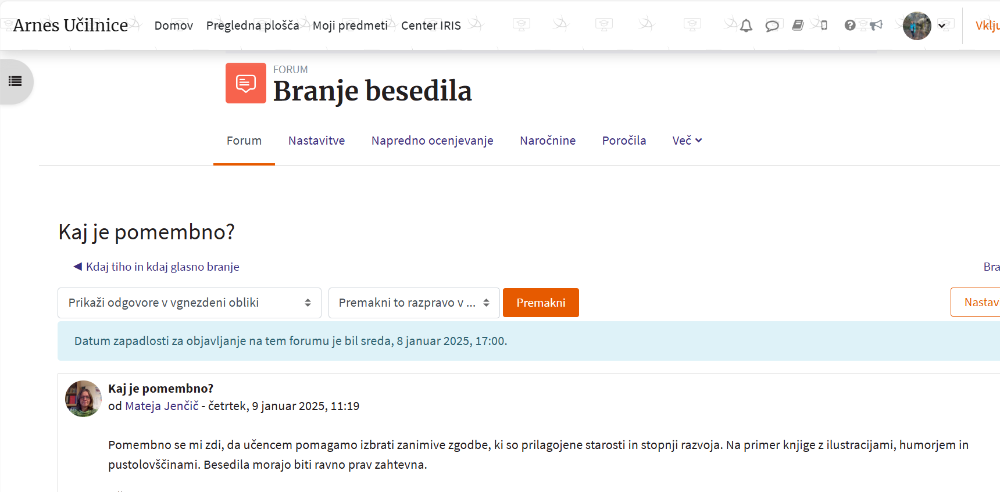 Arnes Učilnice Domov Pregledna plošča Moji predmeti Center IRIS
FORUM
Branje besedila
Forum Nastavitve Napredno ocenjevanje Naročnine Poročila Več
Kaj je pomembno?
◀ Kdaj tiho in kdaj glasno branje
Prikaži odgovore v vgnezdeni obliki Premakni to razpravo v ... Premakni
Datum zapadlosti za objavljanje na tem forumu je bil sreda, 8 januar 2025, 17:00.
Kaj je pomembno?
od Mateja Jenčič - četrtek, 9 januar 2025, 11:19
Pomembno se mi zdi, da učencem pomagamo izbrati zanimive zgodbe, ki so prilagojene starosti in stopnji razvoja. Na primer knjige z ilustracijami, humorjem in
pustolovščinami. Besedila morajo biti ravno prav zahtevna.